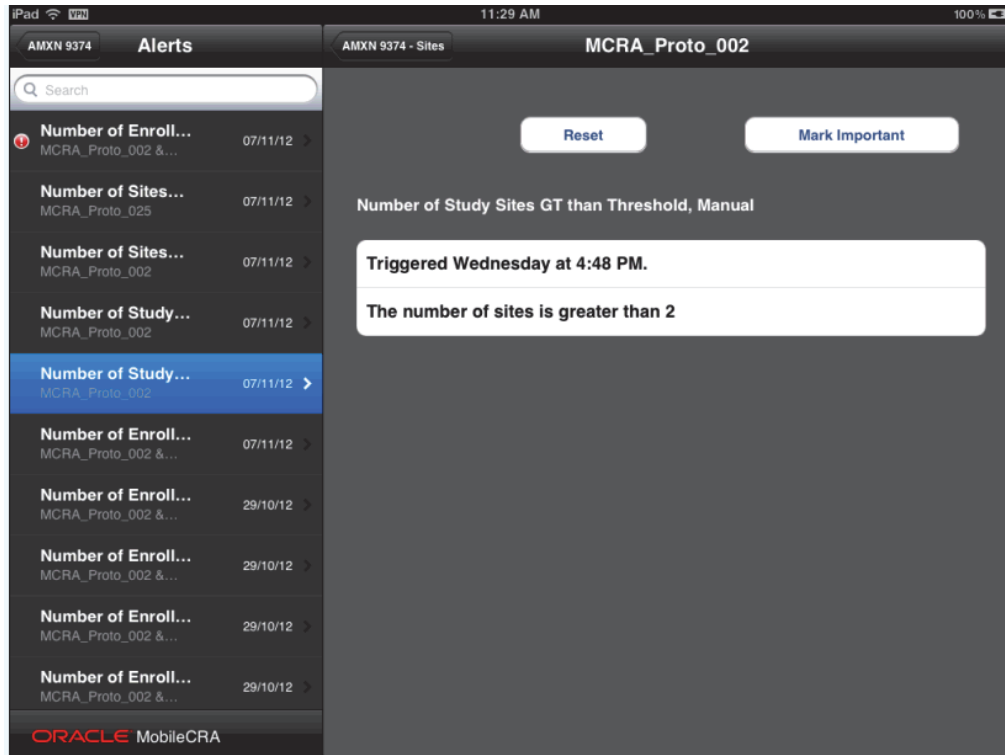 iPad VPN 11:29 AM 100%
AMXN 9374 Alerts
AMXN 9374 - Sites MCRA_Proto_002
Search
Number of Enroll...
MCRA_Proto_002 &...
07/11/12
Number of Sites...
MCRA_Proto_025
07/11/12
Number of Sites...
MCRA_Proto_002
07/11/12
Number of Study...
MCRA_Proto_002
07/11/12
Number of Study...
MCRA_Proto_002
07/11/12
Number of Enroll...
MCRA_Proto_002 &...
07/11/12
Number of Enroll...
MCRA_Proto_002 &...
29/10/12
Number of Enroll...
MCRA_Proto_002 &...
29/10/12
Number of Enroll...
MCRA_Proto_002 &...
29/10/12
Number of Enroll...
MCRA_Proto_002 &...
29/10/12
ORACLE MobileCRA
Reset Mark Important
Number of Study Sites GT than Threshold, Manual
Triggered Wednesday at 4:48 PM.
The number of sites is greater than 2